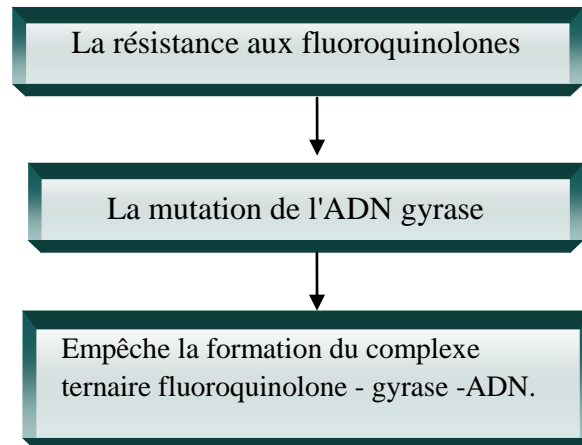 La résistance aux fluoroquinolones
La mutation de l'ADN gyrase
Empêche la formation du complexe
ternaire fluoroquinolone - gyrase -ADN.